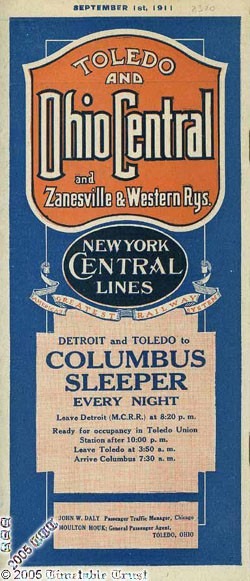 SEPTEMBER 1st, 1911
TOLEDO
AND
Ohio Central
and
Zanesville & Western Rys.
NEW YORK
CENTRAL
LINES
AMERICA'S GREATEST RAILWAY SYSTEM
DETROIT and TOLEDO to
COLUMBUS
SLEEPER
EVERY NIGHT
Leave Detroit (M.C.R.R.) at 8:20 p. m.
Ready for occupancy in Toledo Union
Station after 10:00 p. m.
Leave Toledo at 3:50 a. m.
Arrive Columbus 7:30 a. m.
JOHN W. DALY Passenger Traffic Manager, Chicago
MOULTON HOUK, General Passenger Agent,
TOLEDO, OHIO
© 2005 Timetable Trust